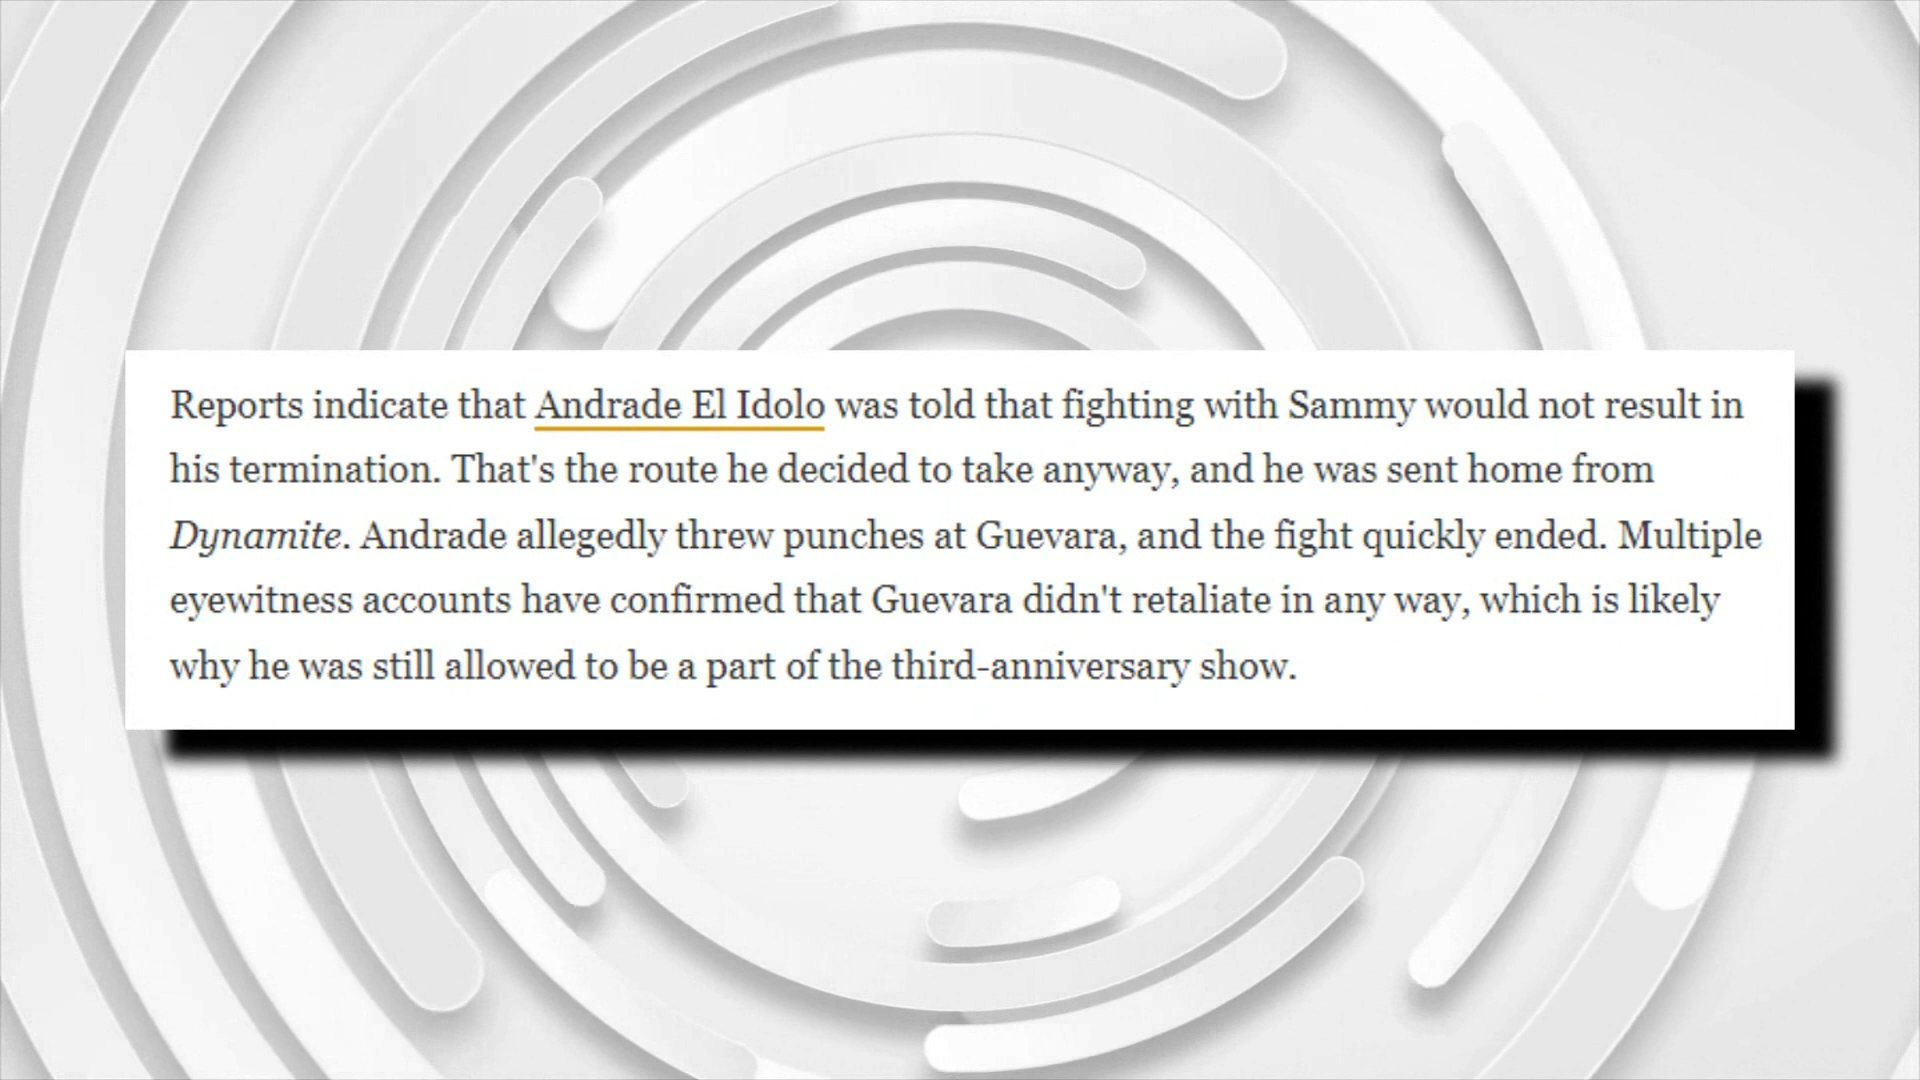 Reports indicate that Andrade El Idolo was told that fighting with Sammy would not result in
his termination. That's the route he decided to take anyway, and he was sent home from
Dynamite. Andrade allegedly threw punches at Guevara, and the fight quickly ended. Multiple
eyewitness accounts have confirmed that Guevara didn't retaliate in any way, which is likely
why he was still allowed to be a part of the third-anniversary show.